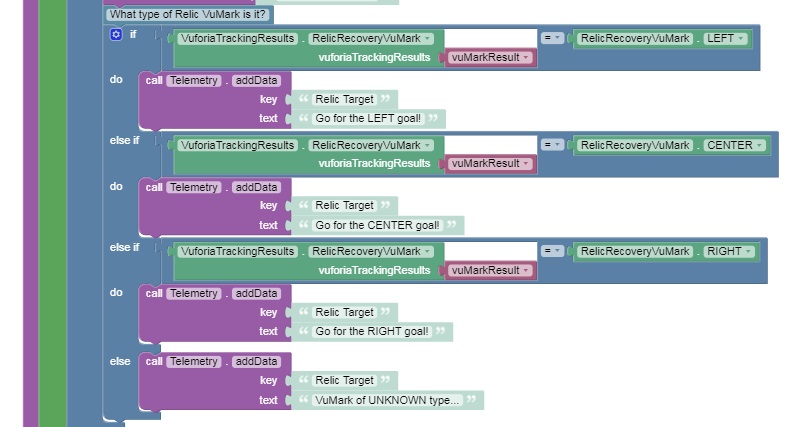 What type of Relic VuMark is it?
if VuforiaTrackingResults . RelicRecoveryVuMark = RelicRecoveryVuMark . LEFT
vuforiaTrackingResults vuMarkResult
do call Telemetry . addData
key “ Relic Target ”
text “ Go for the LEFT goal! ”
else if VuforiaTrackingResults . RelicRecoveryVuMark = RelicRecoveryVuMark . CENTER
vuforiaTrackingResults vuMarkResult
do call Telemetry . addData
key “ Relic Target ”
text “ Go for the CENTER goal! ”
else if VuforiaTrackingResults . RelicRecoveryVuMark = RelicRecoveryVuMark . RIGHT
vuforiaTrackingResults vuMarkResult
do call Telemetry . addData
key “ Relic Target ”
text “ Go for the RIGHT goal! ”
else call Telemetry . addData
key “ Relic Target ”
text “ VuMark of UNKNOWN type... ”